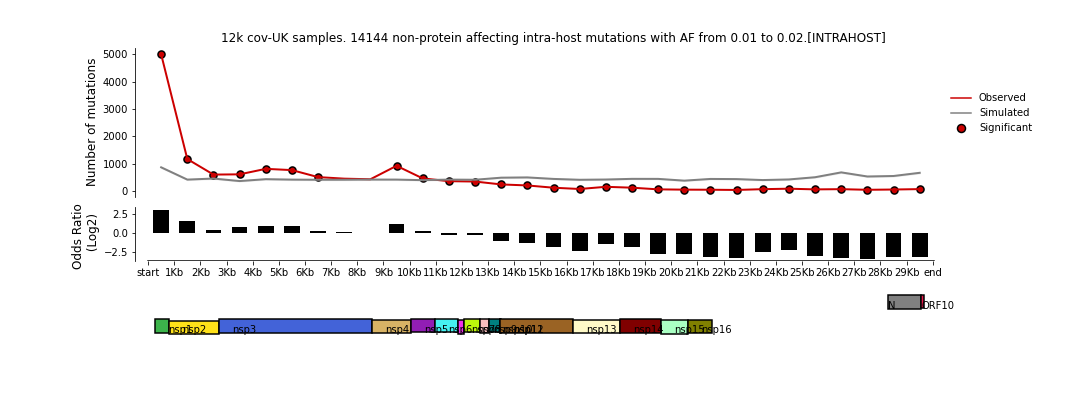 12k cov-UK samples. 14144 non-protein affecting intra-host mutations with AF from 0.01 to 0.02.[INTRAHOST]
Number of mutations
5000
4000
3000
2000
1000
0
Observed
Simulated
Significant
Odds Ratio
(Log2)
2.5
0.0
−2.5
start 1Kb 2Kb 3Kb 4Kb 5Kb 6Kb 7Kb 8Kb 9Kb 10Kb 11Kb 12Kb 13Kb 14Kb 15Kb 16Kb 17Kb 18Kb 19Kb 20Kb 21Kb 22Kb 23Kb 24Kb 25Kb 26Kb 27Kb 28Kb 29Kb end
N ORF10
nsp1 nsp2 nsp3 nsp4 nsp5 nsp6 nsp12 nsp13 nsp14 nsp15 nsp16